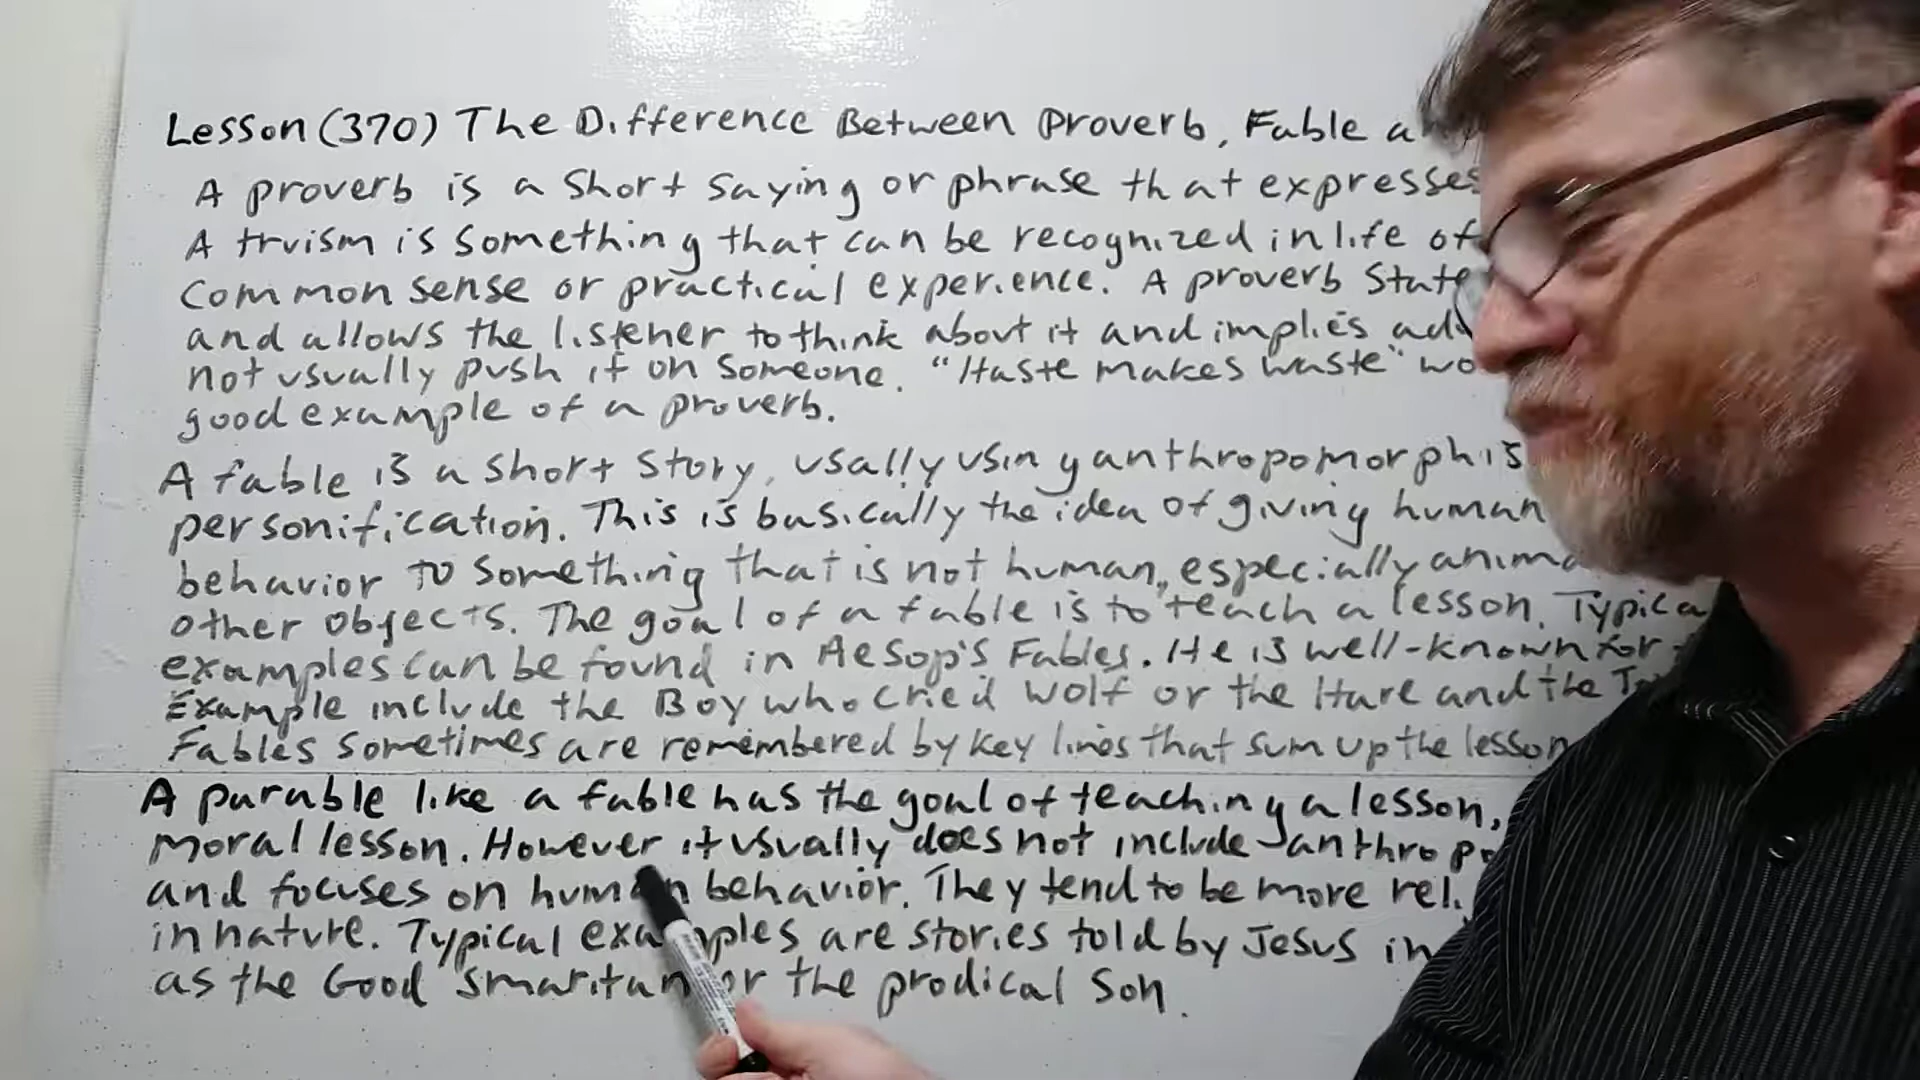 Lesson (370) The Difference Between Proverb, Fable a
A proverb is a short saying or phrase that expresses
A truism is something that can be recognized in life of
common sense or practical experience. A proverb State
and allows the listener to think about it and implies ad
not usually push it on someone. "Haste makes waste" wo
good example of a proverb.
A fable is a short story, usally using anthropomorphis
personification. This is basically the idea of giving human
behavior to something that is not human, especially anima
other objects. The goal of a fable is to teach a lesson. Typica
examples can be found in Aesop's Fables. He is well-known for
Example include the Boy who cried wolf or the Hare and the To
Fables sometimes are remembered by key lines that sum up the lesson
A parable like a fable has the goal of teaching a lesson,
moral lesson. However it usually does not include anthropo
and focuses on human behavior. They tend to be more rel
in nature. Typical examples are stories told by Jesus in
as the Good Smaritan or the prodical Son.